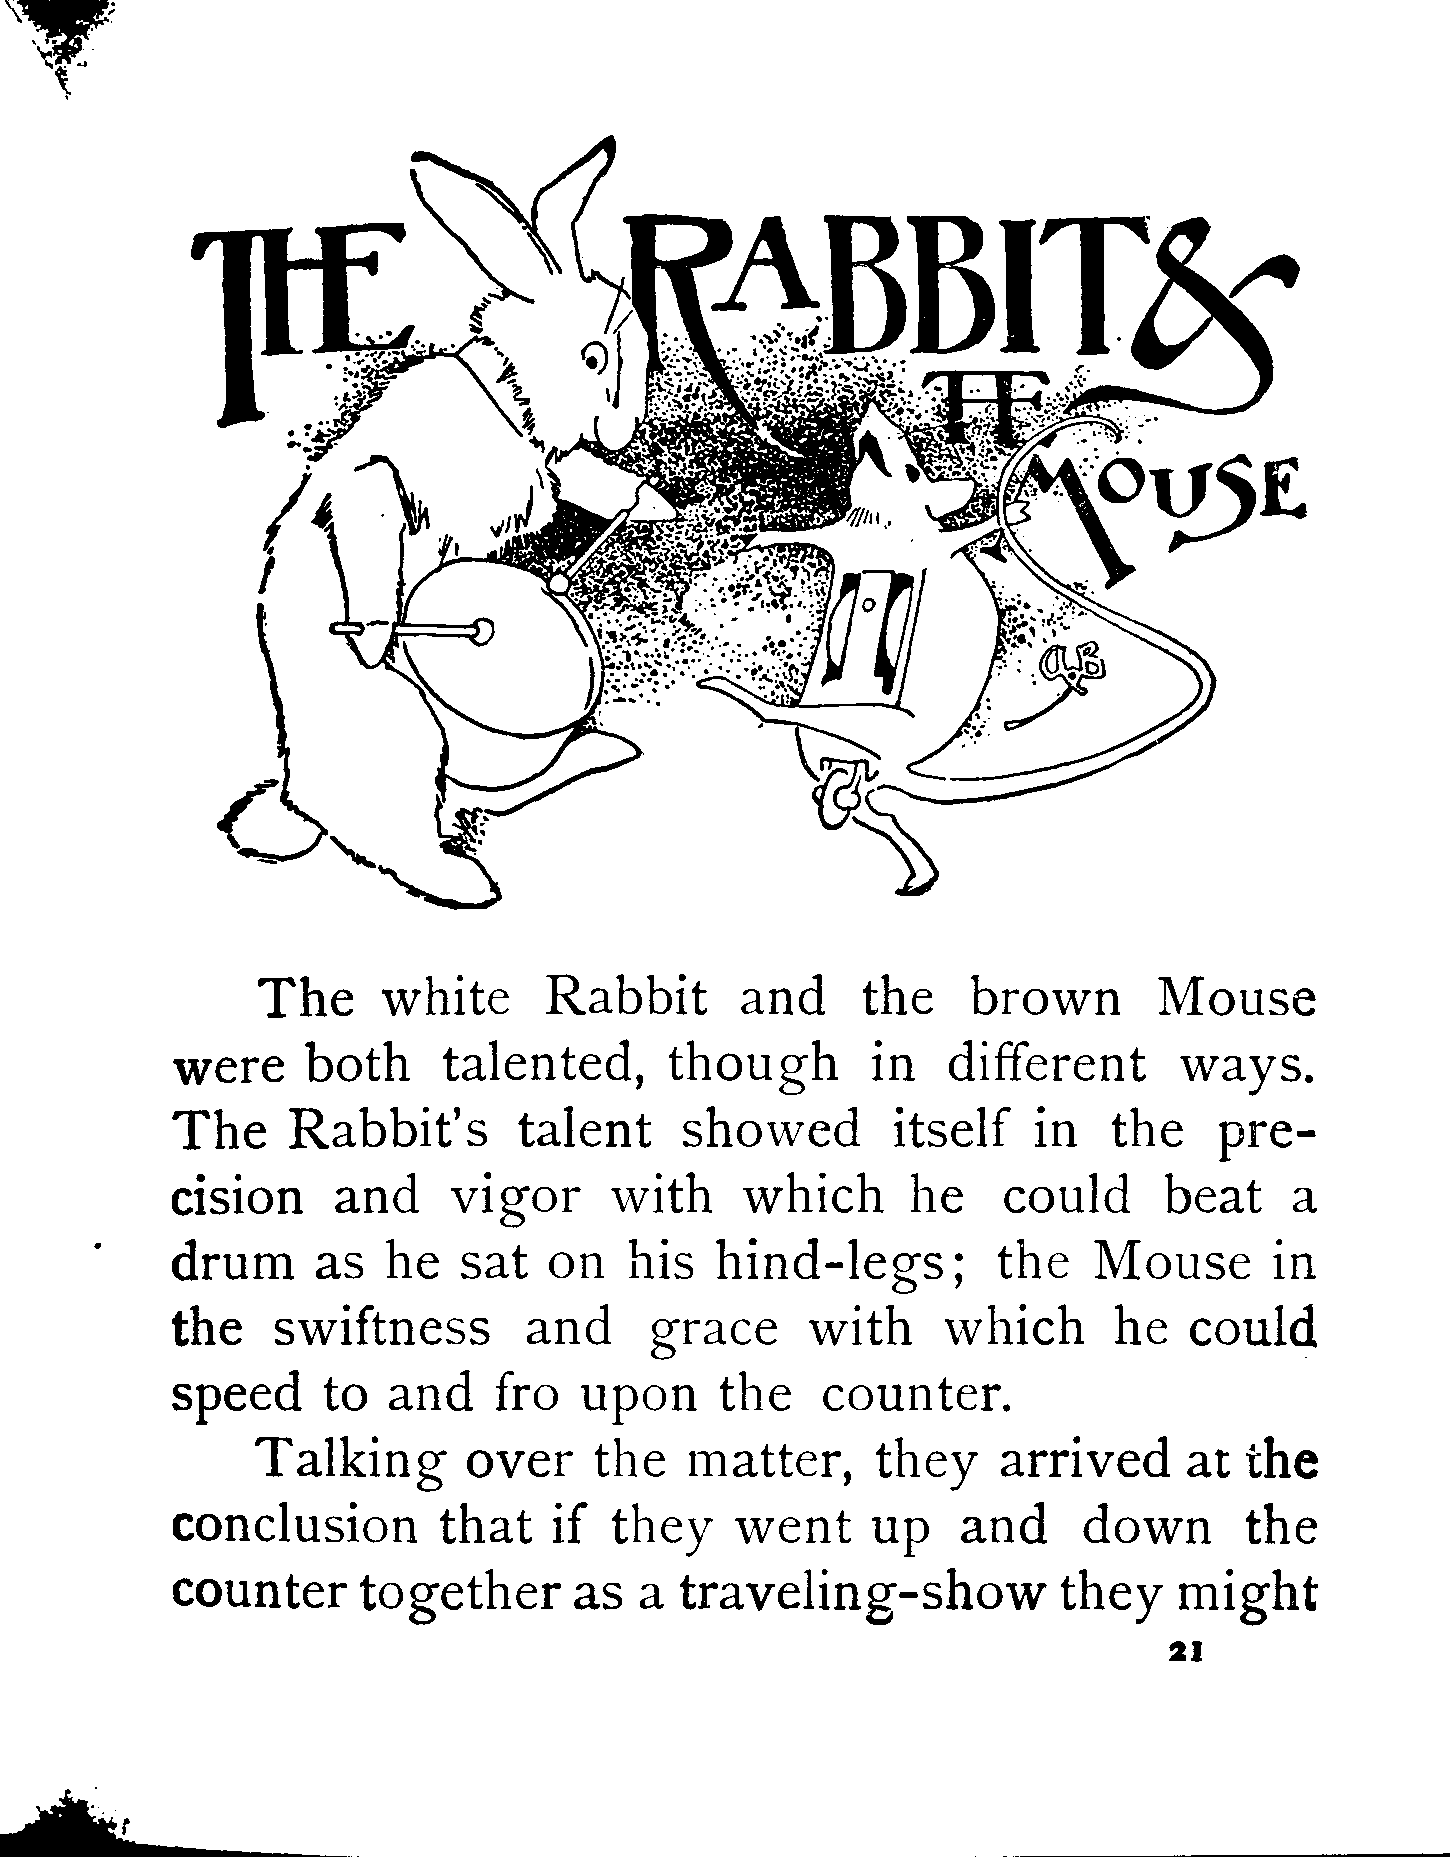 THE RABBIT &
THE
MOUSE
The white Rabbit and the brown Mouse
were both talented, though in different ways.
The Rabbit's talent showed itself in the pre-
cision and vigor with which he could beat a
drum as he sat on his hind-legs; the Mouse in
the swiftness and grace with which he could
speed to and fro upon the counter.
Talking over the matter, they arrived at the
conclusion that if they went up and down the
counter together as a traveling-show they might
21